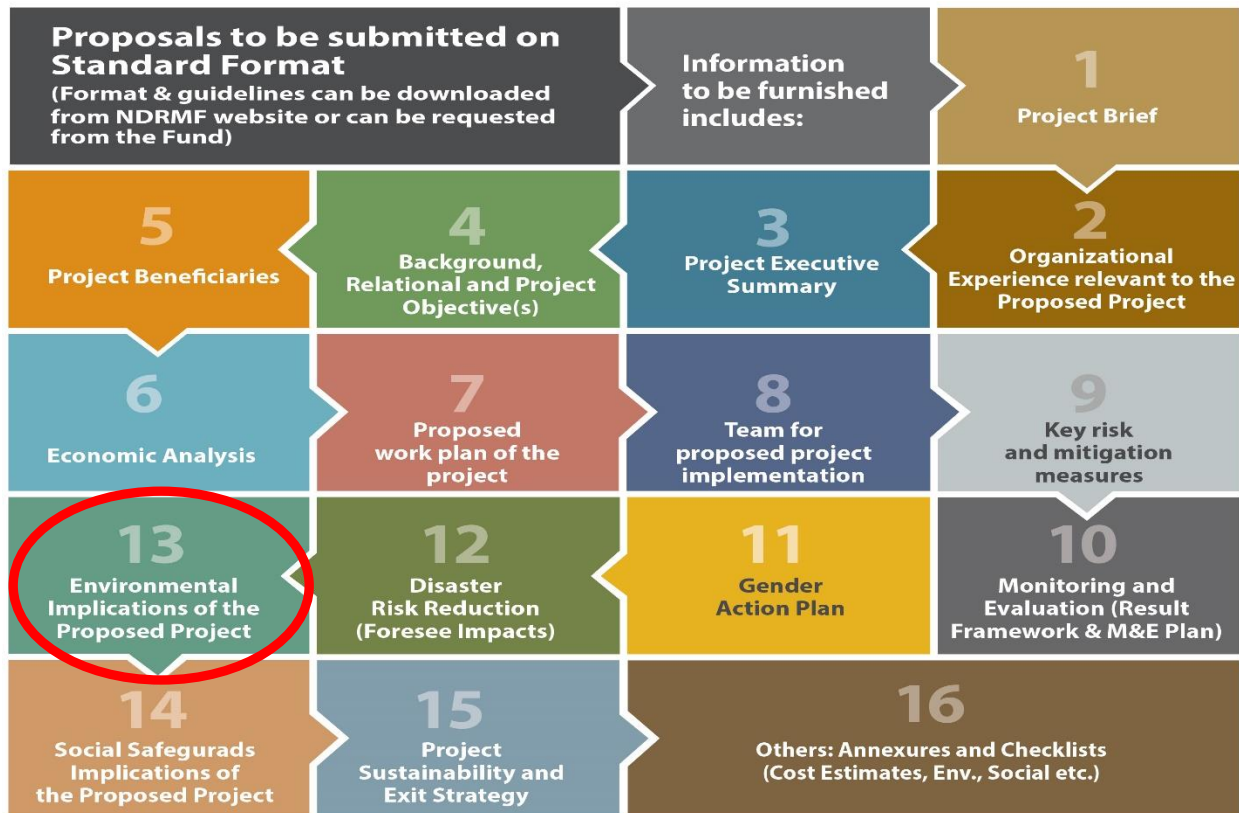 Proposals to be submitted on
Standard Format
(Format & guidelines can be downloaded
from NDRMF website or can be requested
from the Fund)
Information
to be furnished
includes:
1
Project Brief
2
Organizational
Experience relevant to the
Proposed Project
3
Project Executive
Summary
4
Background,
Relational and Project
Objective(s)
5
Project Beneficiaries
6
Economic Analysis
7
Proposed
work plan of the
project
8
Team for
proposed project
implementation
9
Key risk
and mitigation
measures
10
Monitoring and
Evaluation (Result
Framework & M&E Plan)
11
Gender
Action Plan
12
Disaster
Risk Reduction
(Foresee Impacts)
13
Environmental
Implications of the
Proposed Project
14
Social Safegurads
Implications of
the Proposed Project
15
Project
Sustainability and
Exit Strategy
16
Others: Annexures and Checklists
(Cost Estimates, Env., Social etc.)